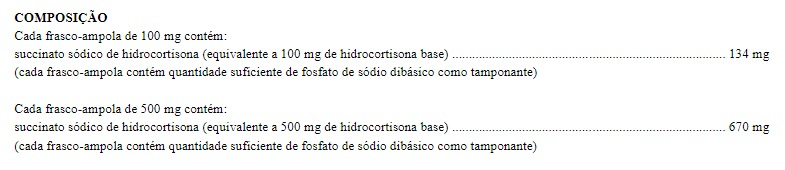 COMPOSIÇÃO
Cada frasco-ampola de 100 mg contém:
succinato sódico de hidrocortisona (equivalente a 100 mg de hidrocortisona base) .................................................................................... 134 mg
(cada frasco-ampola contém quantidade suficiente de fosfato de sódio dibásico como tamponante)
Cada frasco-ampola de 500 mg contém:
succinato sódico de hidrocortisona (equivalente a 500 mg de hidrocortisona base) .................................................................................... 670 mg
(cada frasco-ampola contém quantidade suficiente de fosfato de sódio dibásico como tamponante)